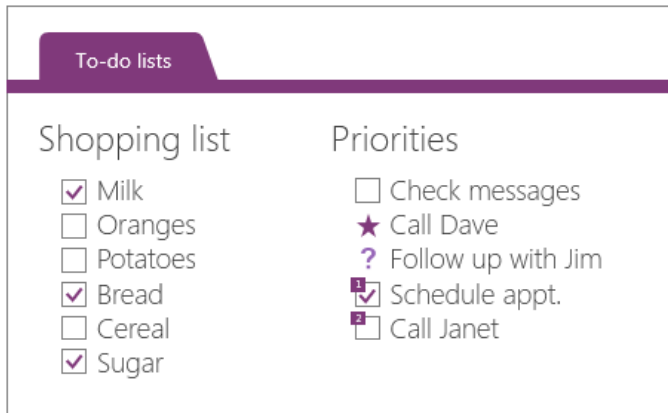 To-do lists
Shopping list
Milk
Oranges
Potatoes
Bread
Cereal
Sugar
Priorities
Check messages
Call Dave
? Follow up with Jim
1 Schedule appt.
2 Call Janet